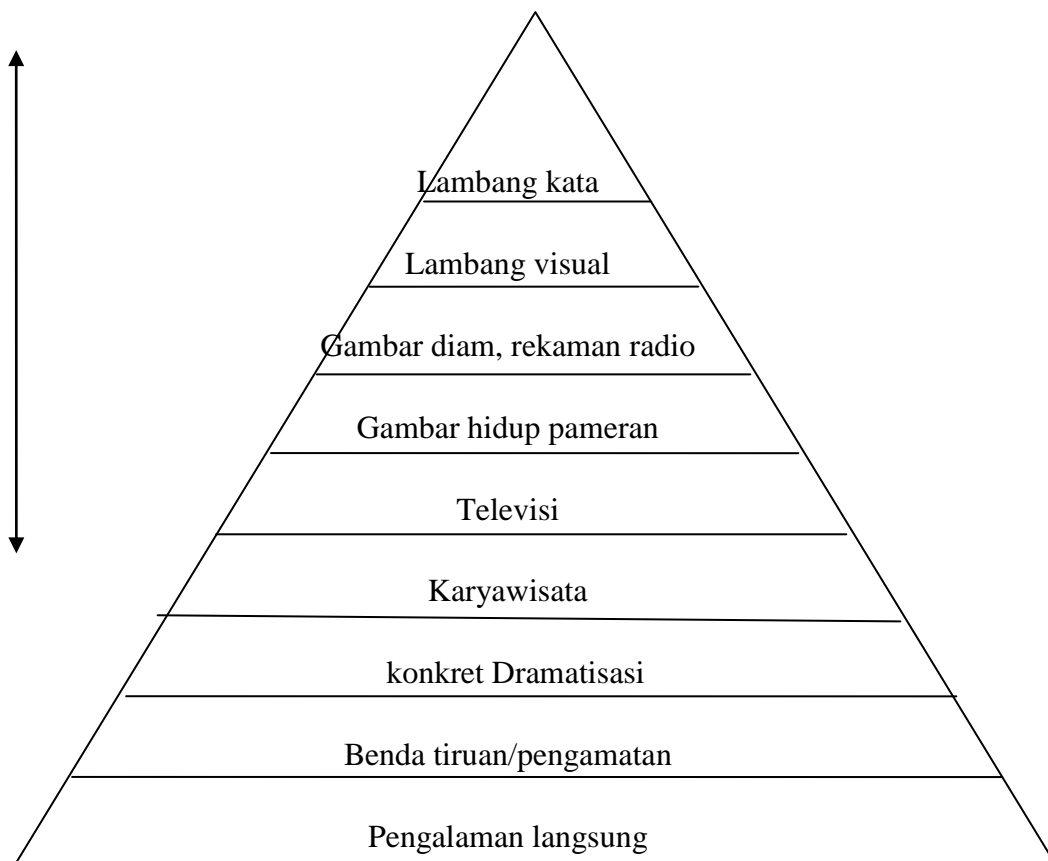 Lambang kata
Lambang visual
Gambar diam, rekaman radio
Gambar hidup pameran
Televisi
Karyawisata
konkret Dramatisasi
Benda tiruan/pengamatan
Pengalaman langsung